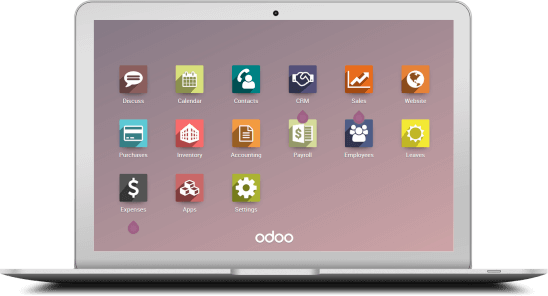 Discuss Calendar Contacts CRM Sales Website
Purchases Inventory Accounting Payroll Employees Leaves
Expenses Apps Settings
odoo